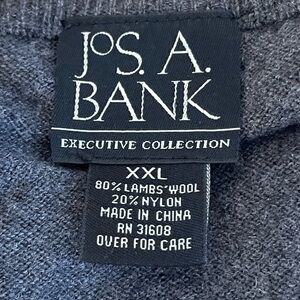 JOS. A.
BANK
EXECUTIVE COLLECTION
XXL
80% LAMBS' WOOL
20% NYLON
MADE IN CHINA
RN 31608
OVER FOR CARE